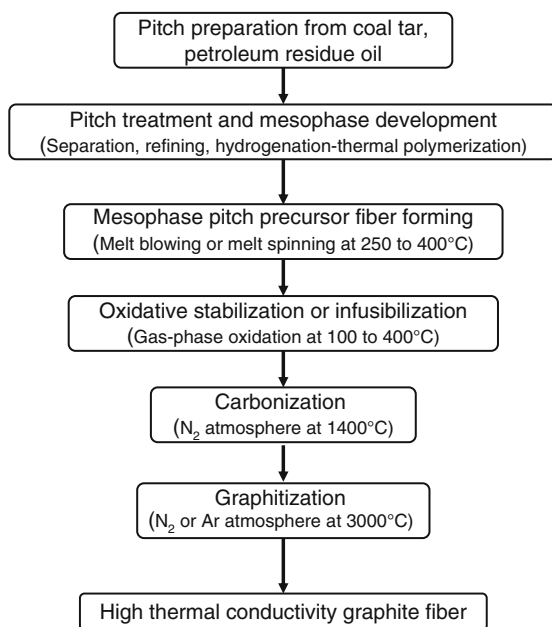 Pitch preparation from coal tar,
petroleum residue oil
Pitch treatment and mesophase development
(Separation, refining, hydrogenation-thermal polymerization)
Mesophase pitch precursor fiber forming
(Melt blowing or melt spinning at 250 to 400°C)
Oxidative stabilization or infusibilization
(Gas-phase oxidation at 100 to 400°C)
Carbonization
(N₂ atmosphere at 1400°C)
Graphitization
(N₂ or Ar atmosphere at 3000°C)
High thermal conductivity graphite fiber